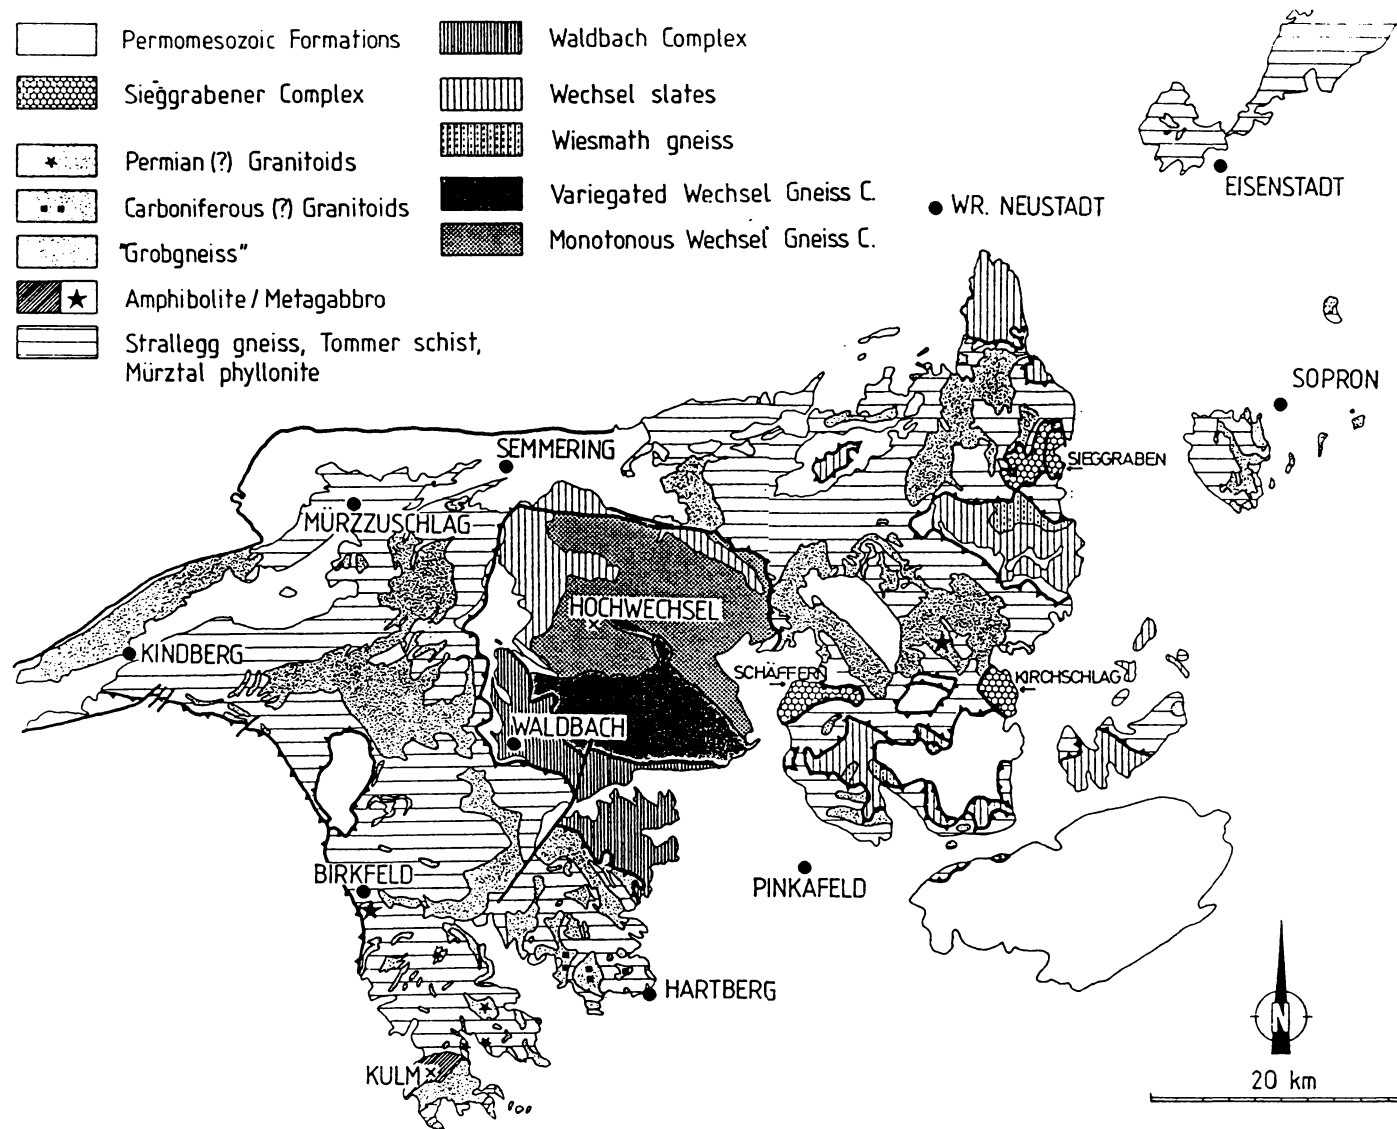 Permomesozoic Formations
Sieggrabener Complex
Permian (?) Granitoids
Carboniferous (?) Granitoids
"Grobgneiss"
Amphibolite / Metagabbro
Strallegg gneiss, Tommer schist,
Mürztal phyllonite
Waldbach Complex
Wechsel slates
Wiesmath gneiss
Variegated Wechsel Gneiss C.
Monotonous Wechsel Gneiss C.
EISENSTADT
WR. NEUSTADT
SOPRON
SEMMERING
SIEGGRABEN
MÜRZZUSCHLAG
HOCHWECHSEL
KINDBERG
SCHÄFFERN
KIRCHSCHLAG
WALDBACH
BIRKFELD
PINKAFELD
HARTBERG
KULM
N
20 km